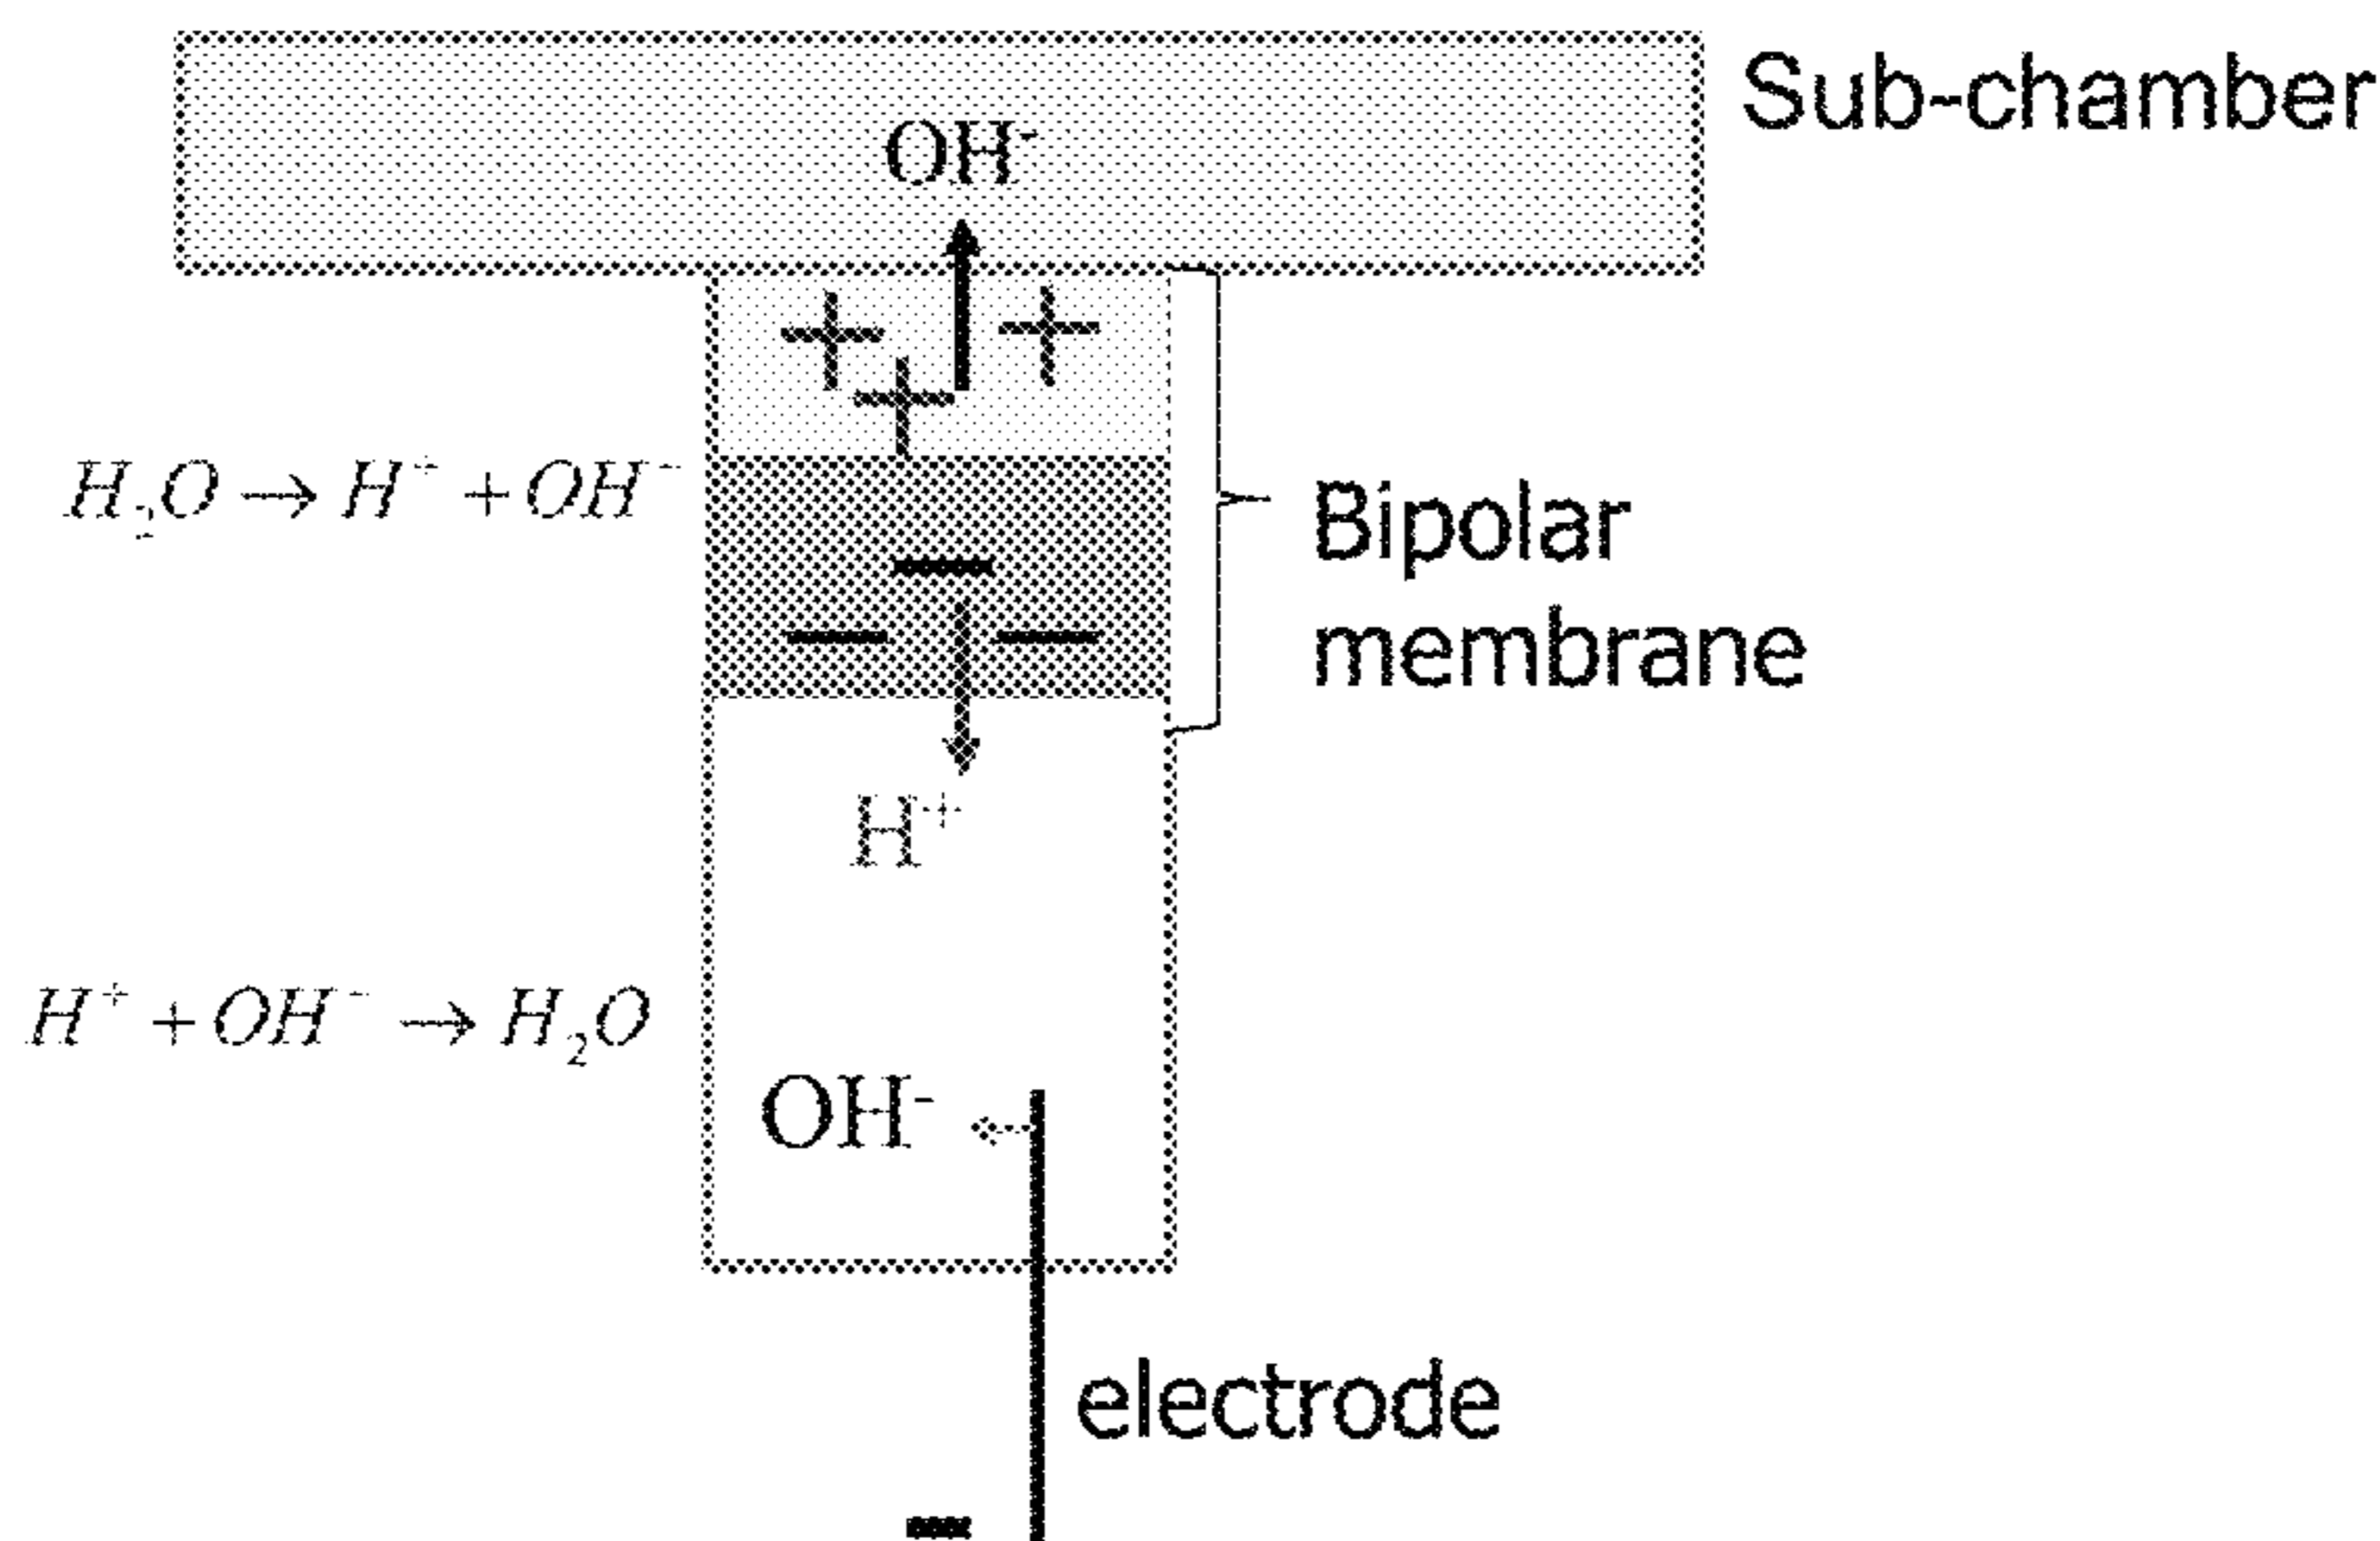 Sub-chamber
OH⁻
+ +
+
H₂O → H⁺ + OH⁻
Bipolar
membrane
−
− −
H⁺
H⁺ + OH⁻ → H₂O
OH⁻
electrode
−